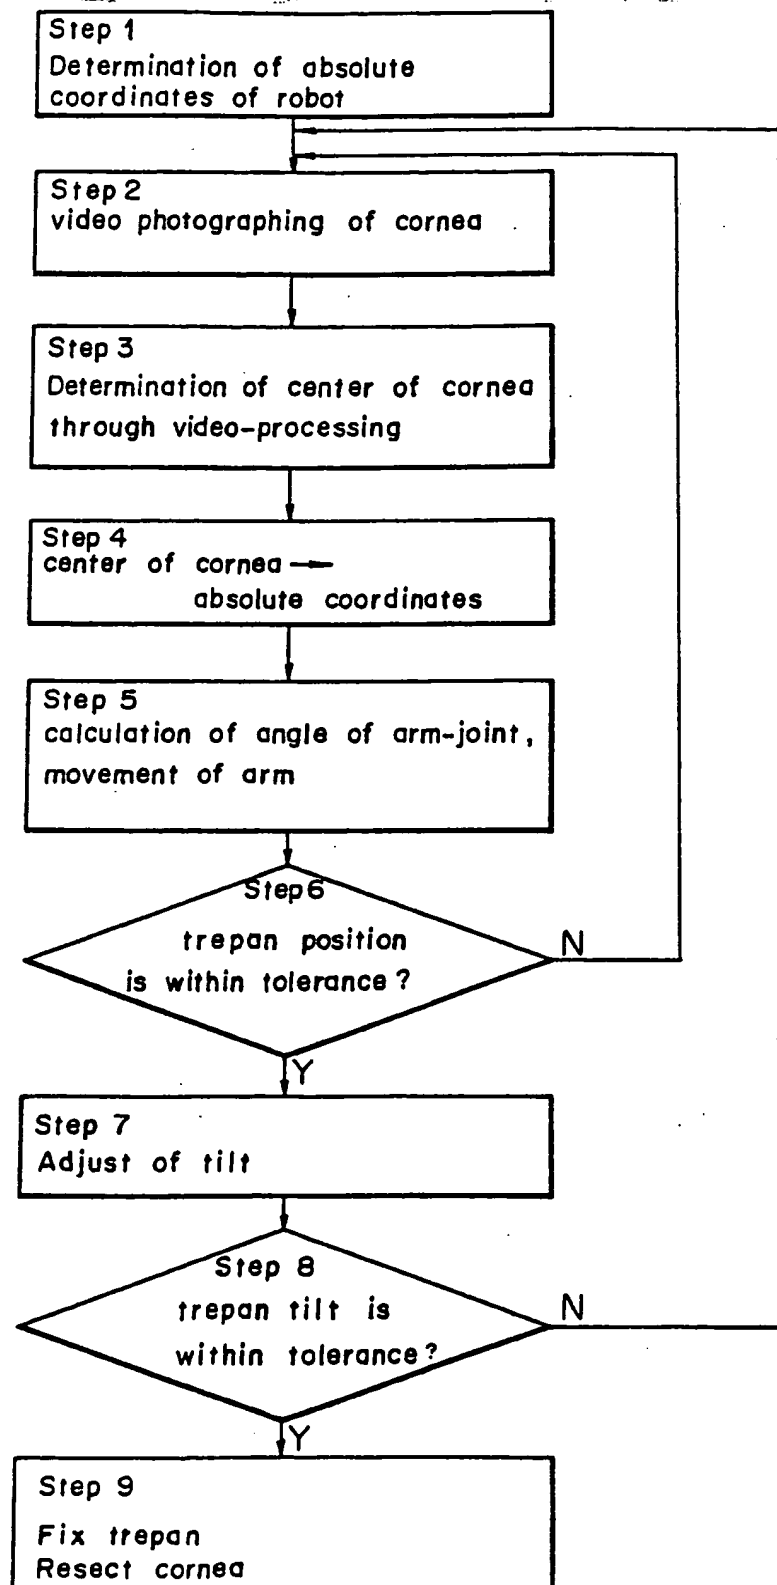 Step 1
Determination of absolute
coordinates of robot
Step 2
video photographing of cornea
Step 3
Determination of center of cornea
through video-processing
Step 4
center of cornea →
absolute coordinates
Step 5
calculation of angle of arm-joint,
movement of arm
Step 6
trepan position
is within tolerance?
N
Y
Step 7
Adjust of tilt
Step 8
trepan tilt is
within tolerance?
N
Y
Step 9
Fix trepan
Resect cornea